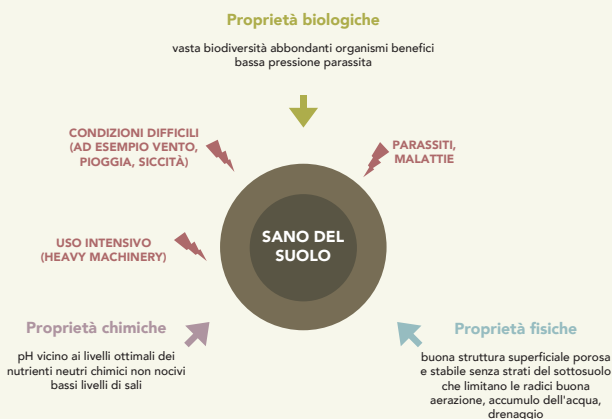 Proprietà biologiche
vasta biodiversità abbondanti organismi benefici
bassa pressione parassita
CONDIZIONI DIFFICILI
(AD ESEMPIO VENTO,
PIOGGIA, SICCITÀ)
PARASSITI,
MALATTIE
USO INTENSIVO
(HEAVY MACHINERY)
SANO DEL
SUOLO
Proprietà chimiche
pH vicino ai livelli ottimali dei
nutrienti neutri chimici non nocivi
bassi livelli di sali
Proprietà fisiche
buona struttura superficiale porosa
e stabile senza strati del sottosuolo
che limitano le radici buona
aerazione, accumulo dell'acqua,
drenaggio